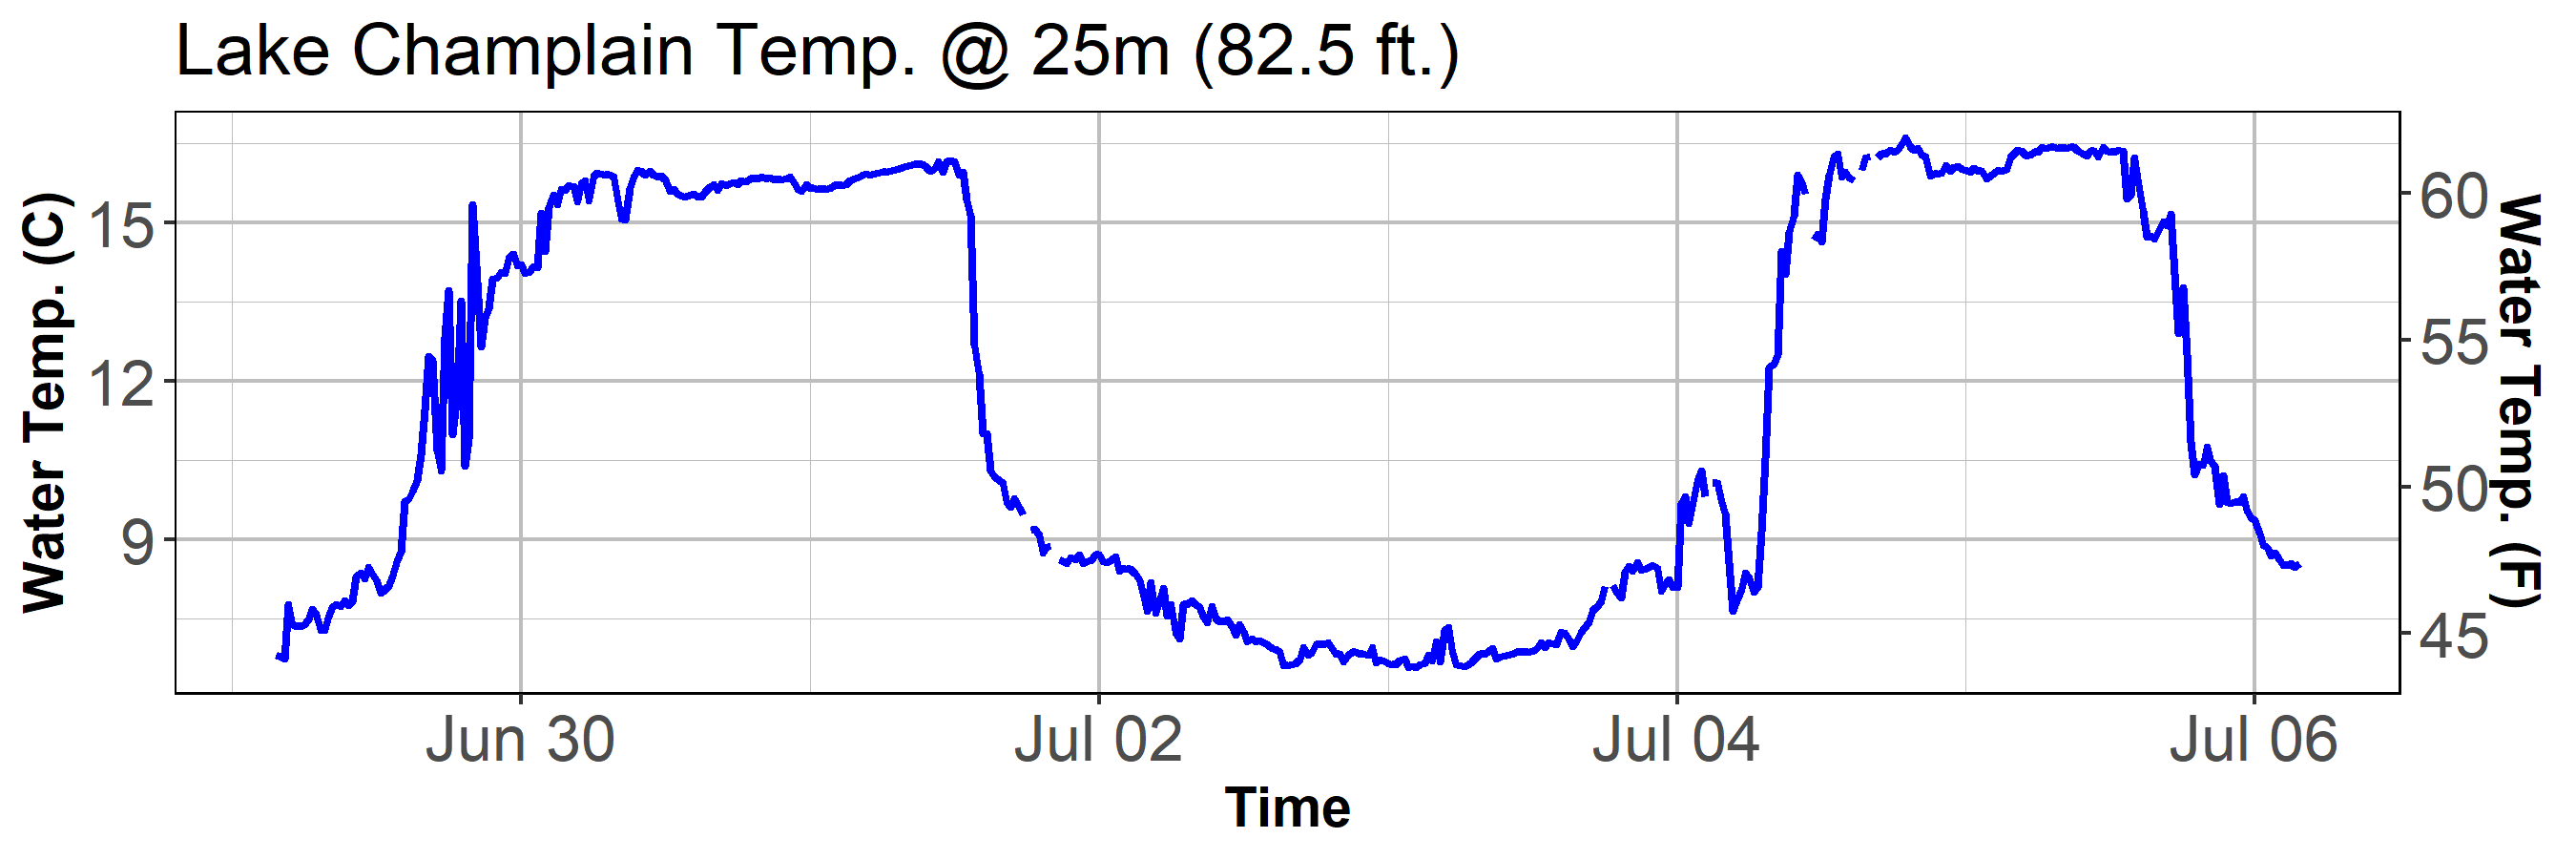 Lake Champlain Temp. @ 25m (82.5 ft.)
Water Temp. (C)
15
12
9
60
55
50
45
Water Temp. (F)
Jun 30
Jul 02
Jul 04
Jul 06
Time